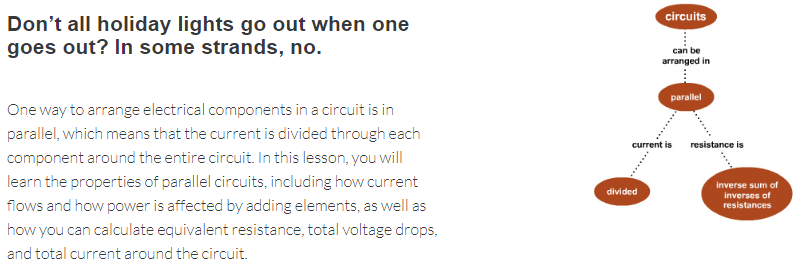 Don't all holiday lights go out when one
goes out? In some strands, no.
One way to arrange electrical components in a circuit is in
parallel, which means that the current is divided through each
component around the entire circuit. In this lesson, you will
learn the properties of parallel circuits, including how current
flows and how power is affected by adding elements, as well as
how you can calculate equivalent resistance, total voltage drops,
and total current around the circuit.
circuits
can be
arranged in
parallel
current is
resistance is
divided
inverse sum of
inverses of
resistances